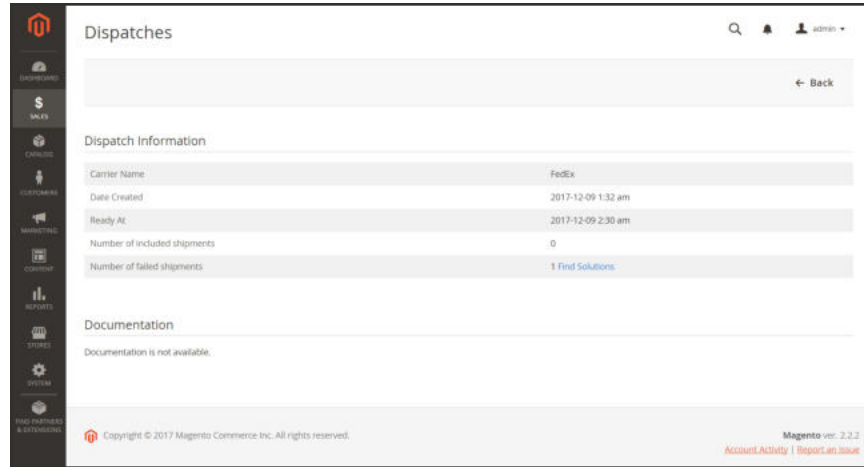 Dispatches
admin
DASHBOARD
$
SALES
CATALOG
CUSTOMERS
MARKETING
CONTENT
REPORTS
STORES
SYSTEM
FIND PARTNERS
& EXTENSIONS
← Back
Dispatch Information
Carrier Name FedEx
Date Created 2017-12-09 1:32 am
Ready At 2017-12-09 2:30 am
Number of included shipments 0
Number of failed shipments 1 Find Solutions
Documentation
Documentation is not available.
Copyright © 2017 Magento Commerce Inc. All rights reserved.
Magento ver. 2.2.2
Account Activity | Report an Issue